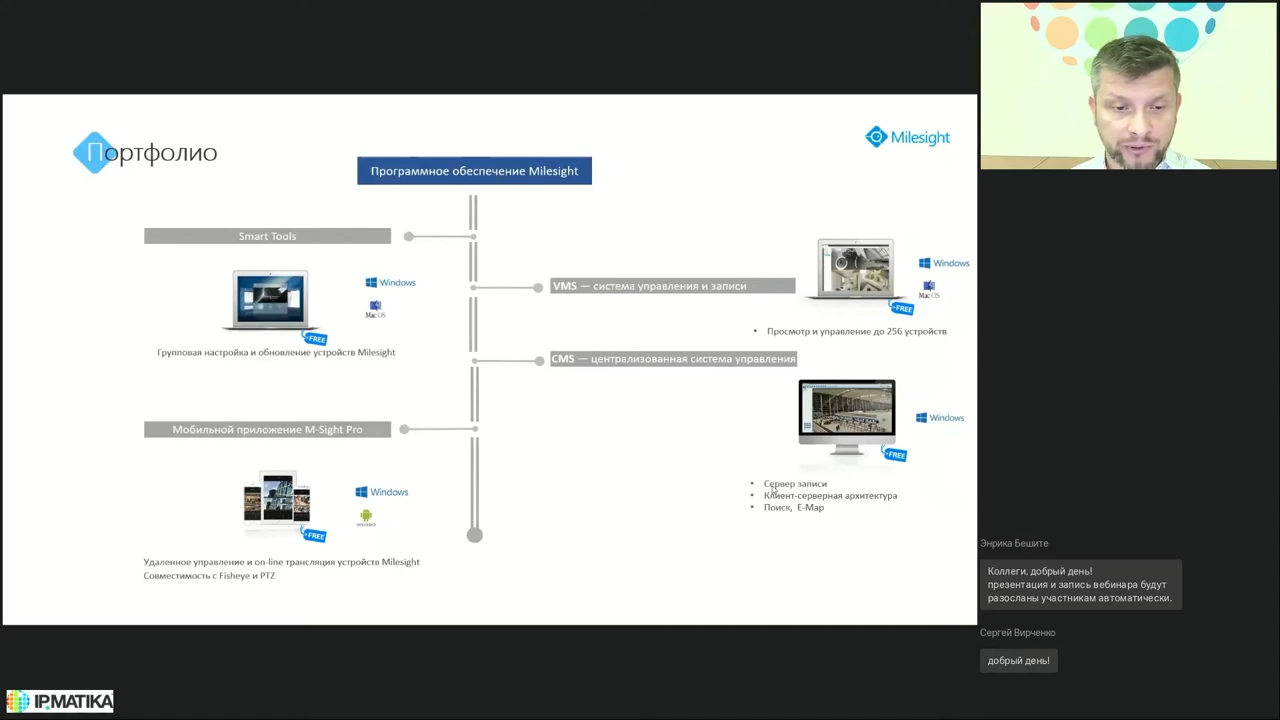 Портфолио
Milesight
Программное обеспечение Milesight
Smart Tools
Windows
Mac OS
FREE
Групповая настройка и обновление устройств Milesight
VMS — система управления и записи
Windows
Mac OS
FREE
Просмотр и управление до 256 устройств
CMS — централизованная система управления
Windows
FREE
Сервер записи
Клиент-серверная архитектура
Поиск, E-Map
Мобильной приложение M-Sight Pro
Windows
FREE
Удаленное управление и on-line трансляция устройств Milesight
Совместимость с Fisheye и PTZ
Энрика Бешите
Коллеги, добрый день!
презентация и запись вебинара будут
разосланы участникам автоматически.
Сергей Вирченко
добрый день!
IPMATIKA